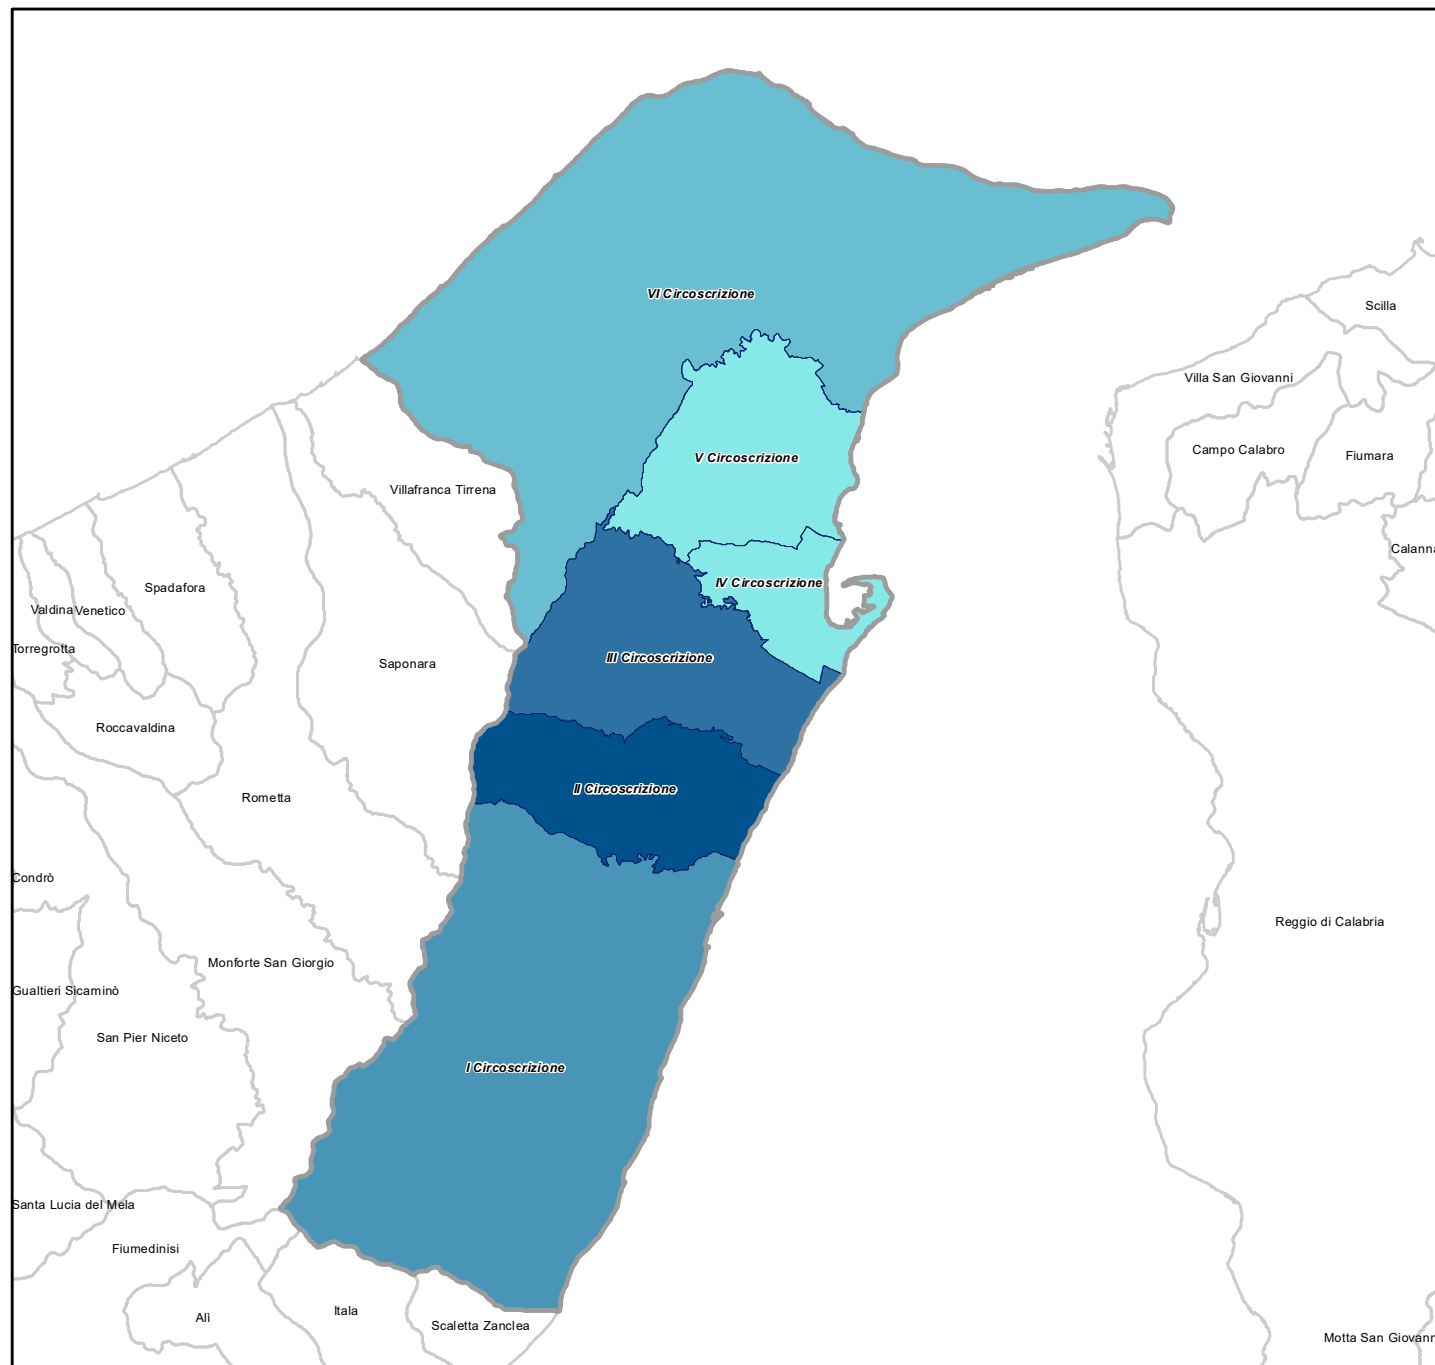 VI Circoscrizione
Scilla
Villa San Giovanni
Campo Calabro
Fiumara
V Circoscrizione
Villafranca Tirrena
Calanna
Spadafora
IV Circoscrizione
Valdina
Venetico
Torregrotta
III Circoscrizione
Saponara
Roccavaldina
II Circoscrizione
Rometta
Condrò
Reggio di Calabria
Monforte San Giorgio
Gualtieri Sicaminò
San Pier Niceto
I Circoscrizione
Santa Lucia del Mela
Fiumedinisi
Itala
Alì
Scaletta Zanclea
Motta San Giovann